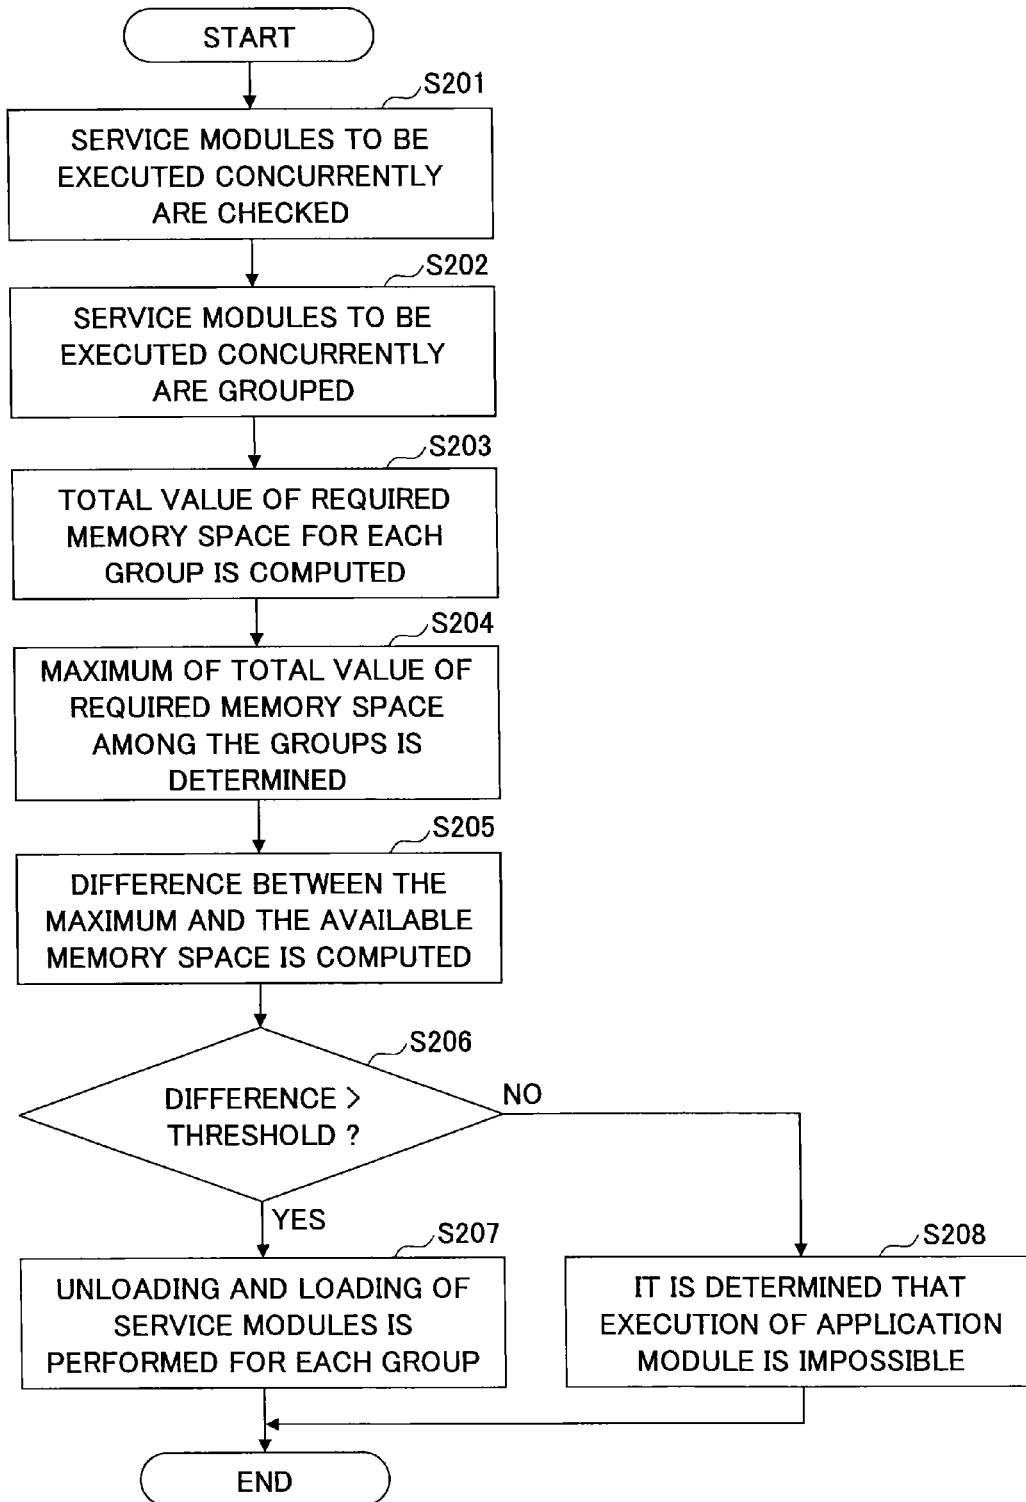 START
S201
SERVICE MODULES TO BE
EXECUTED CONCURRENTLY
ARE CHECKED
S202
SERVICE MODULES TO BE
EXECUTED CONCURRENTLY
ARE GROUPED
S203
TOTAL VALUE OF REQUIRED
MEMORY SPACE FOR EACH
GROUP IS COMPUTED
S204
MAXIMUM OF TOTAL VALUE OF
REQUIRED MEMORY SPACE
AMONG THE GROUPS IS
DETERMINED
S205
DIFFERENCE BETWEEN THE
MAXIMUM AND THE AVAILABLE
MEMORY SPACE IS COMPUTED
S206
DIFFERENCE >
THRESHOLD ?
NO
YES
S207
UNLOADING AND LOADING OF
SERVICE MODULES IS
PERFORMED FOR EACH GROUP
S208
IT IS DETERMINED THAT
EXECUTION OF APPLICATION
MODULE IS IMPOSSIBLE
END